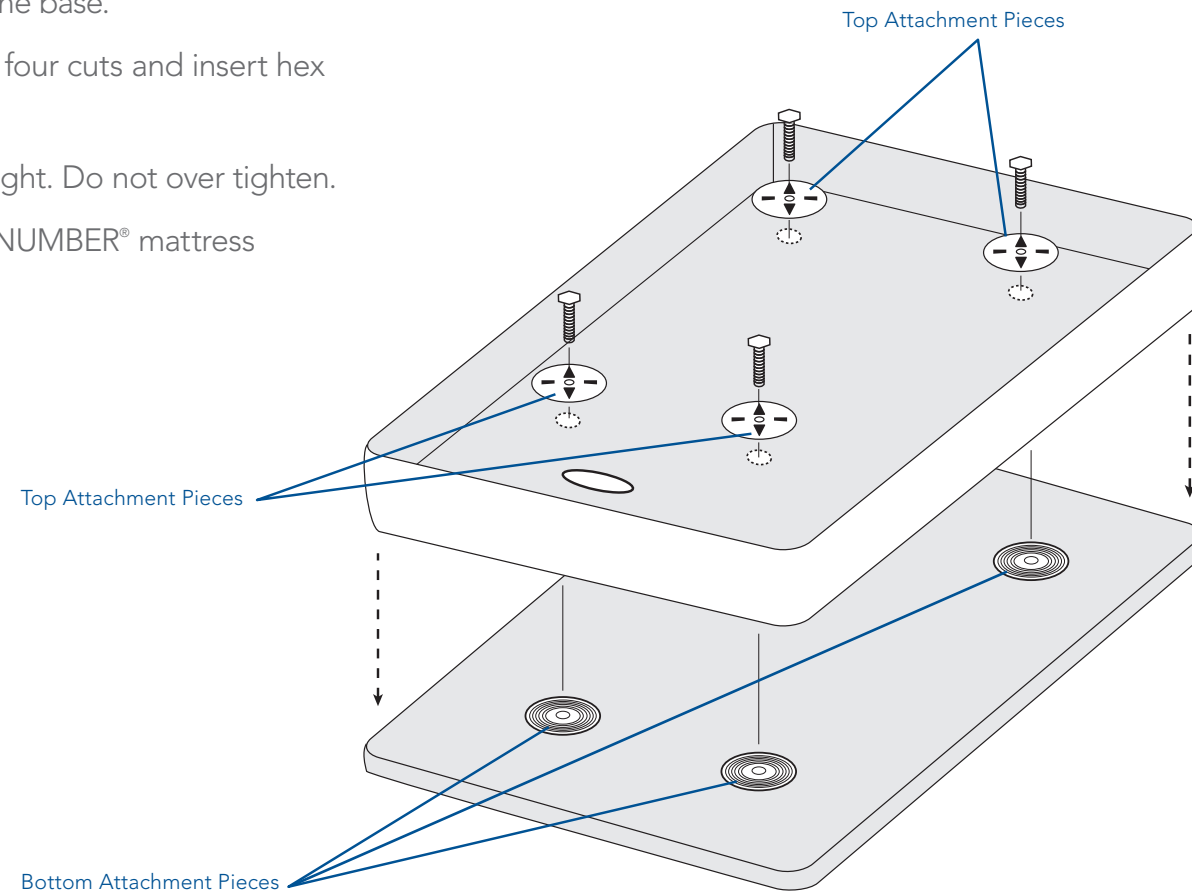 ne base.
four cuts and insert hex
ght. Do not over tighten.
NUMBER® mattress
Top Attachment Pieces
Top Attachment Pieces
Bottom Attachment Pieces